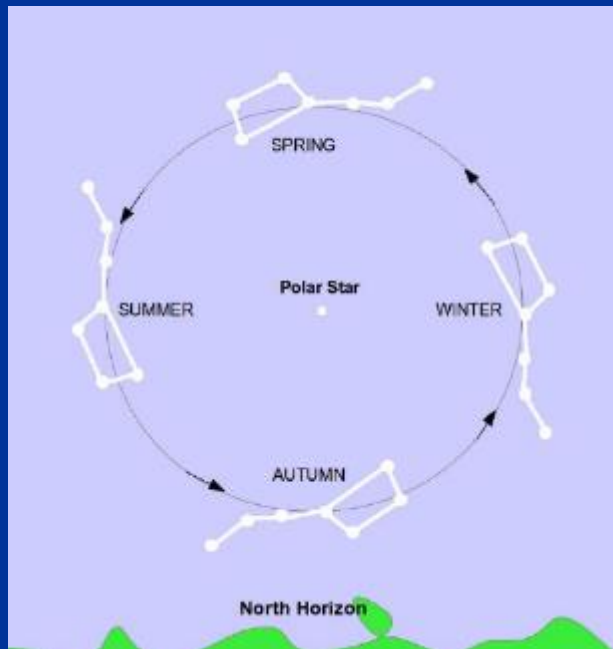 SPRING
Polar Star
SUMMER
WINTER
AUTUMN
North Horizon